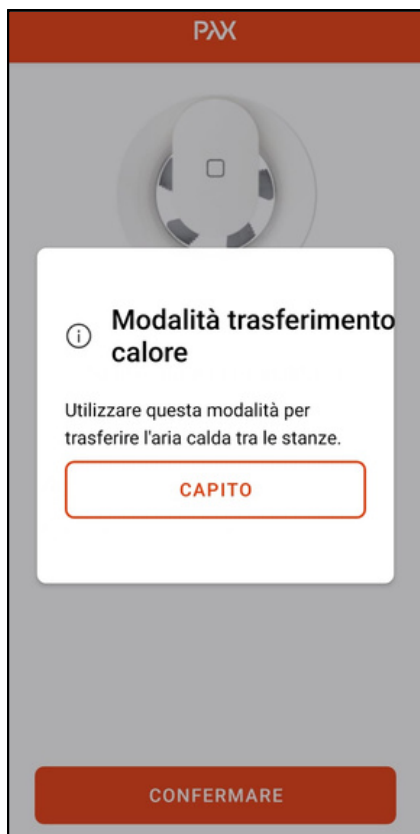 PAX
Modalità trasferimento
calore
Utilizzare questa modalità per
trasferire l'aria calda tra le stanze.
CAPITO
CONFERMARE